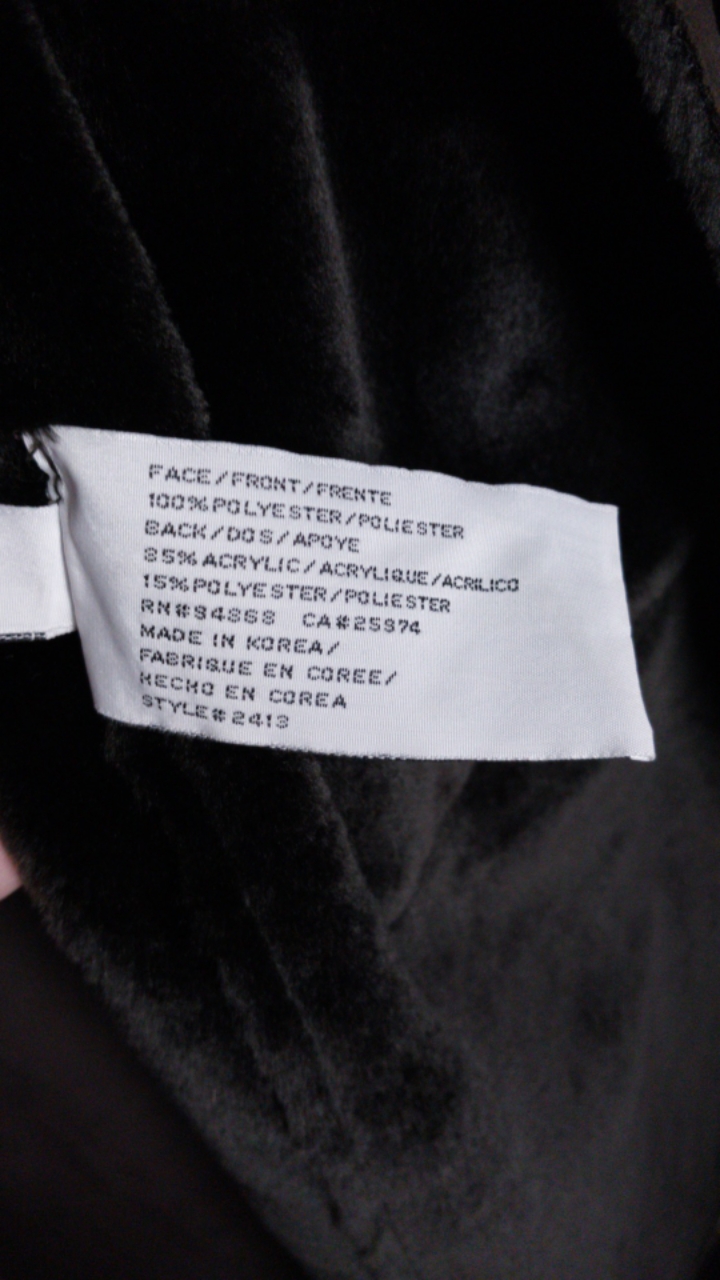 FACE/FRONT/FRENTE
100%POLYESTER/POLIESTER
BACK/DOS/APOYE
85%ACRYLIC/ACRYLIQUE/ACRILICO
15%POLYESTER/POLIESTER
RN#94868 CA#25974
MADE IN KOREA/
FABRIQUE EN COREE/
HECHO EN COREA
STYLE#2413